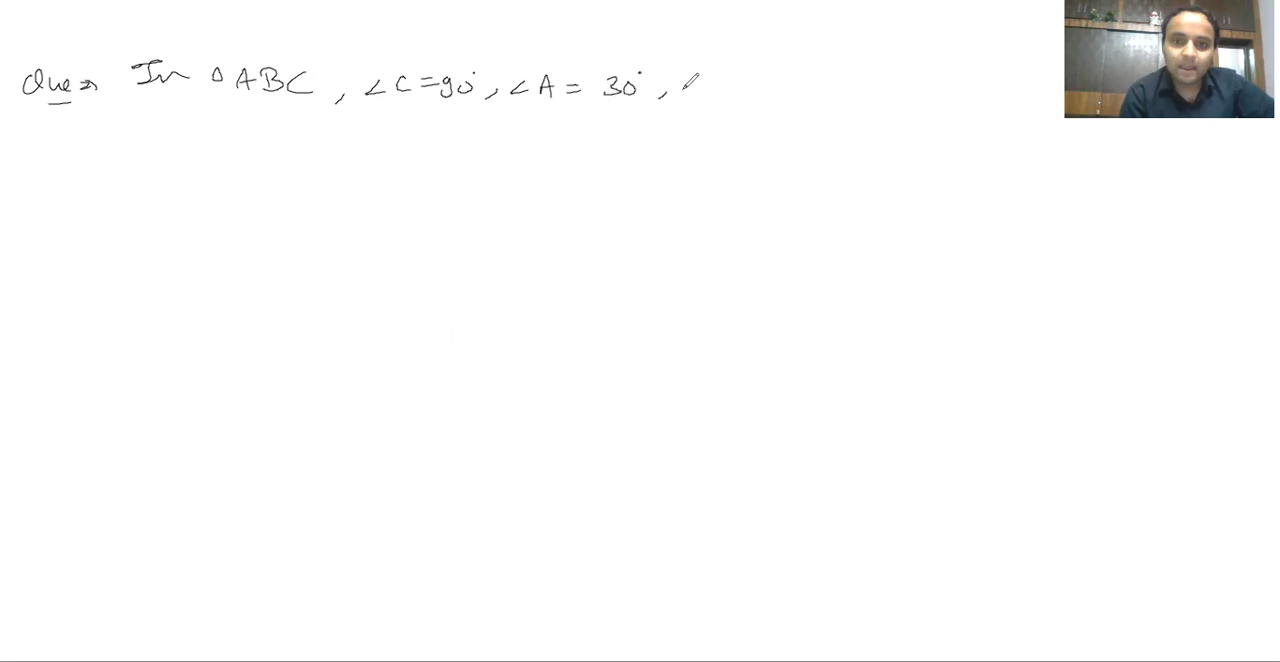 Que⇒ In △ABC, ∠C=90°, ∠A = 30°,